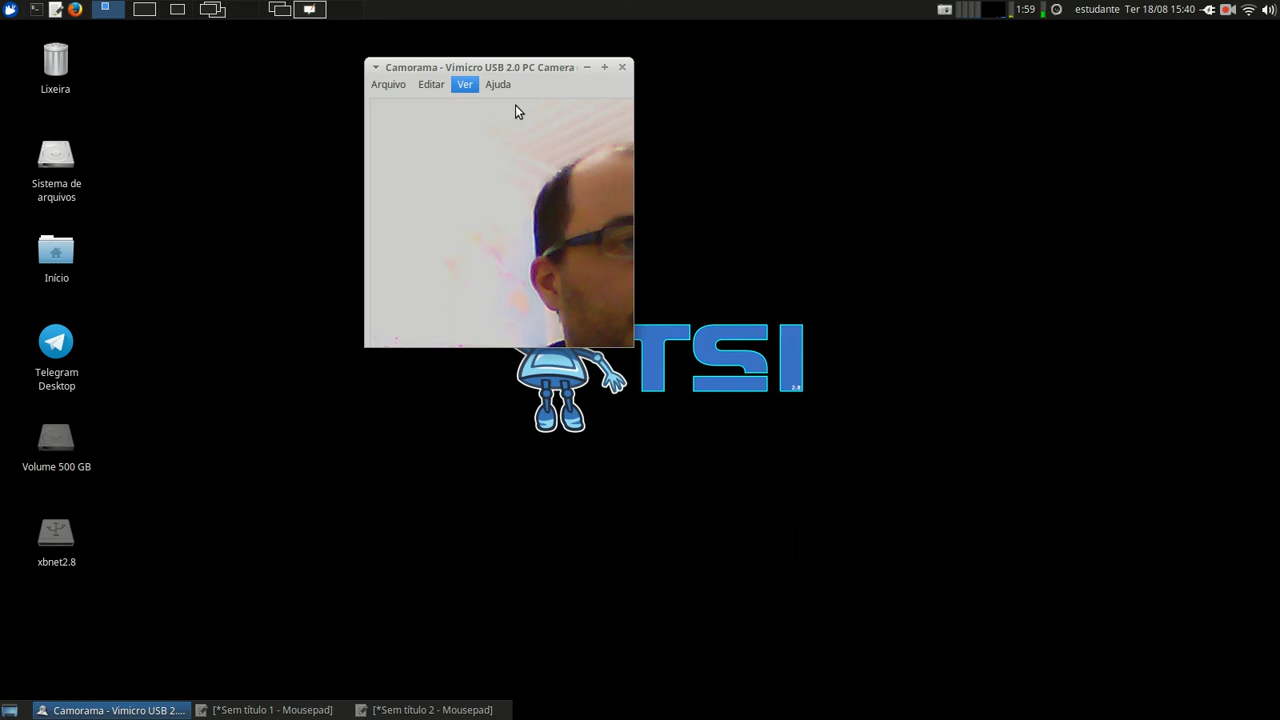 1:59 estudante Ter 18/08 15:40
Lixeira
Camorama - Vimicro USB 2.0 PC Camera
Arquivo Editar Ver Ajuda
Sistema de
arquivos
Início
Telegram
Desktop
TSI
2.8
Volume 500 GB
xbnet2.8
Camorama - Vimicro USB 2.... [*Sem título 1 - Mousepad] [*Sem título 2 - Mousepad]